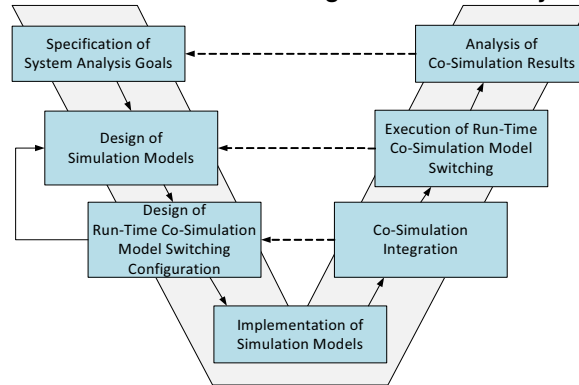 Specification of
System Analysis Goals
Analysis of
Co-Simulation Results
Design of
Simulation Models
Execution of Run-Time
Co-Simulation Model
Switching
Design of
Run-Time Co-Simulation
Model Switching
Configuration
Co-Simulation
Integration
Implementation of
Simulation Models